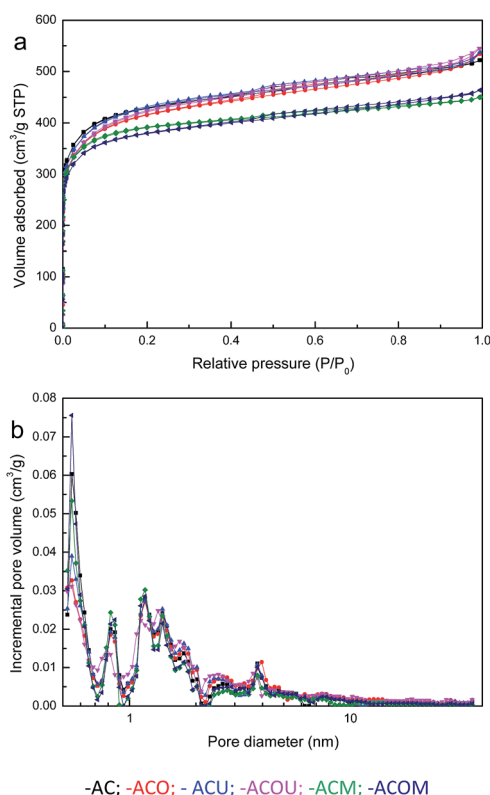 a
600
500
400
300
200
100
0
Volume adsorbed (cm³/g STP)
0.0 0.2 0.4 0.6 0.8 1.0
Relative pressure (P/P₀)
b
0.08
0.07
0.06
0.05
0.04
0.03
0.02
0.01
0.00
Incremental pore volume (cm³/g)
1 10
Pore diameter (nm)
-AC; -ACO; - ACU; -ACOU; -ACM; -ACOM